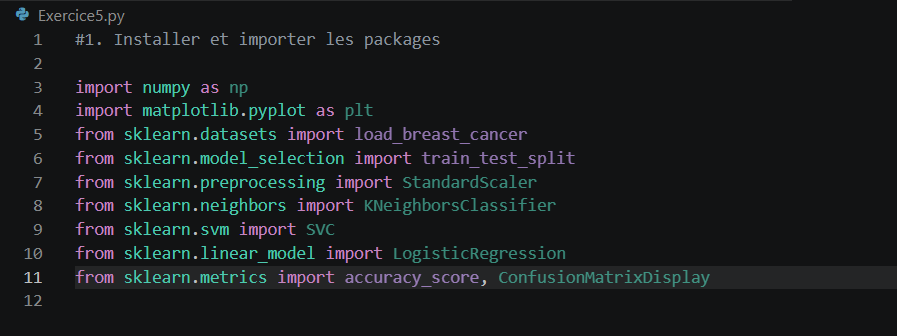 Exercice5.py
1 #1. Installer et importer les packages
2
3 import numpy as np
4 import matplotlib.pyplot as plt
5 from sklearn.datasets import load_breast_cancer
6 from sklearn.model_selection import train_test_split
7 from sklearn.preprocessing import StandardScaler
8 from sklearn.neighbors import KNeighborsClassifier
9 from sklearn.svm import SVC
10 from sklearn.linear_model import LogisticRegression
11 from sklearn.metrics import accuracy_score, ConfusionMatrixDisplay
12